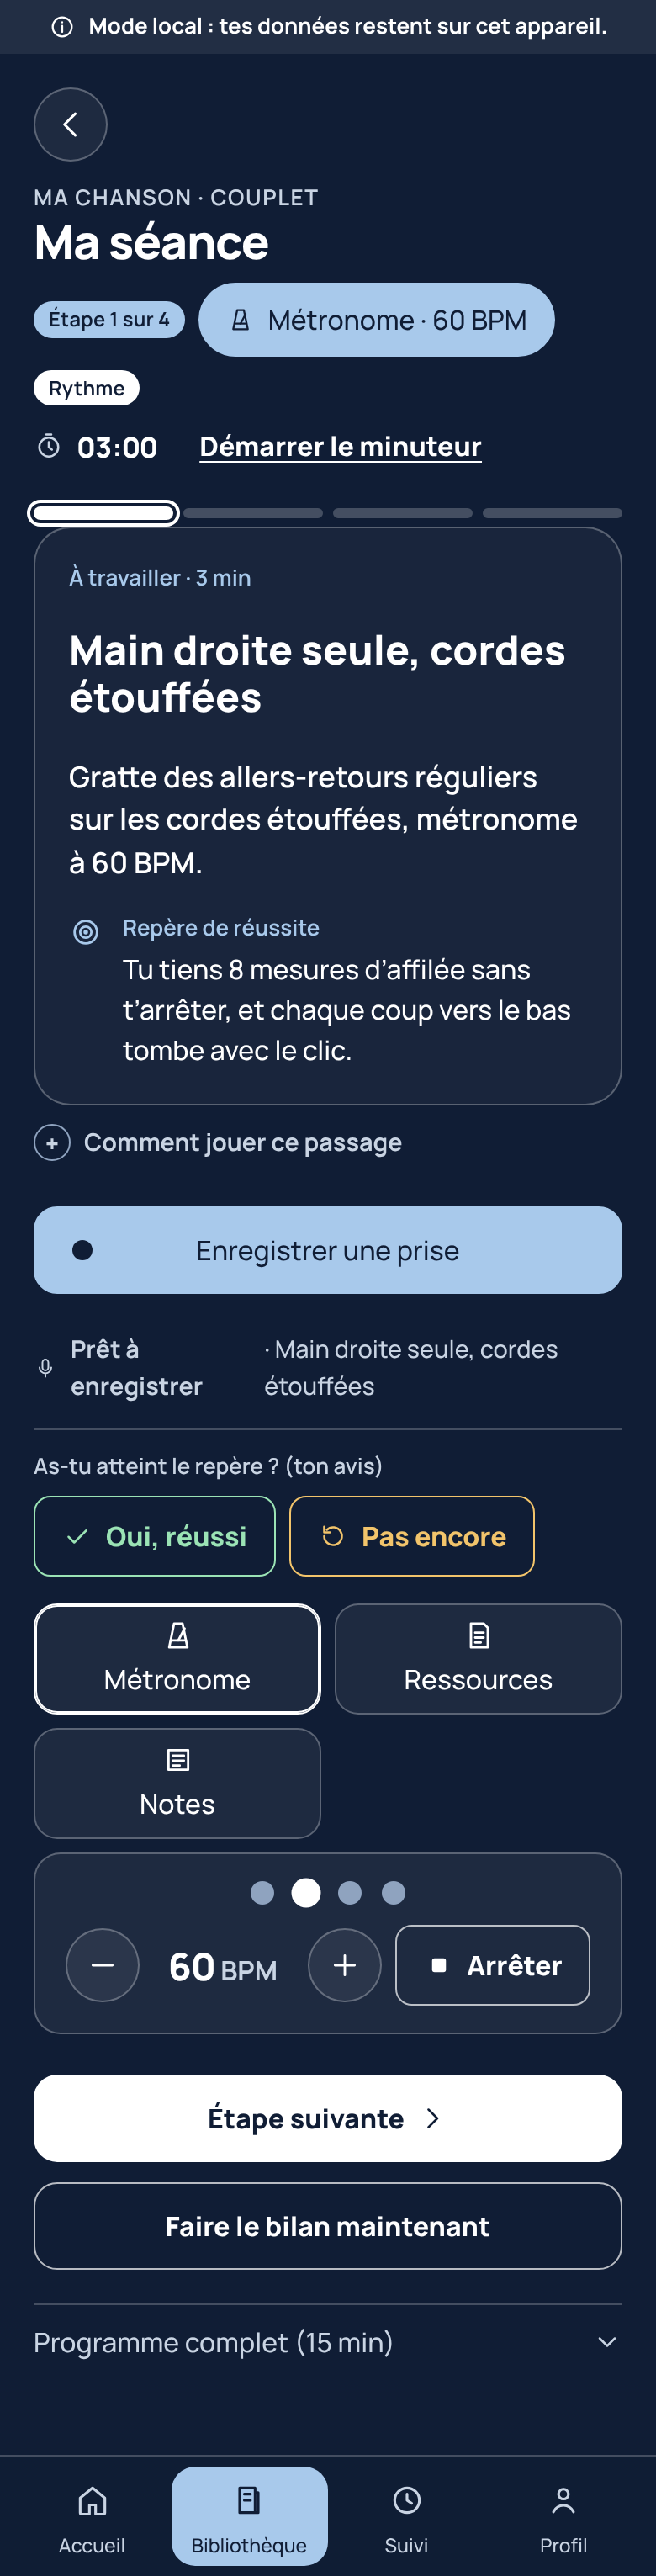 Mode local : tes données restent sur cet appareil.
MA CHANSON · COUPLET
Ma séance
Étape 1 sur 4
Métronome · 60 BPM
Rythme
03:00
Démarrer le minuteur
À travailler · 3 min
Main droite seule, cordes
étouffées
Gratte des allers-retours réguliers
sur les cordes étouffées, métronome
à 60 BPM.
Repère de réussite
Tu tiens 8 mesures d’affilée sans
t’arrêter, et chaque coup vers le bas
tombe avec le clic.
Comment jouer ce passage
Enregistrer une prise
Prêt à
enregistrer
· Main droite seule, cordes
étouffées
As-tu atteint le repère ? (ton avis)
Oui, réussi
Pas encore
Métronome
Ressources
Notes
60 BPM
Arrêter
Étape suivante
Faire le bilan maintenant
Programme complet (15 min)
Accueil
Bibliothèque
Suivi
Profil